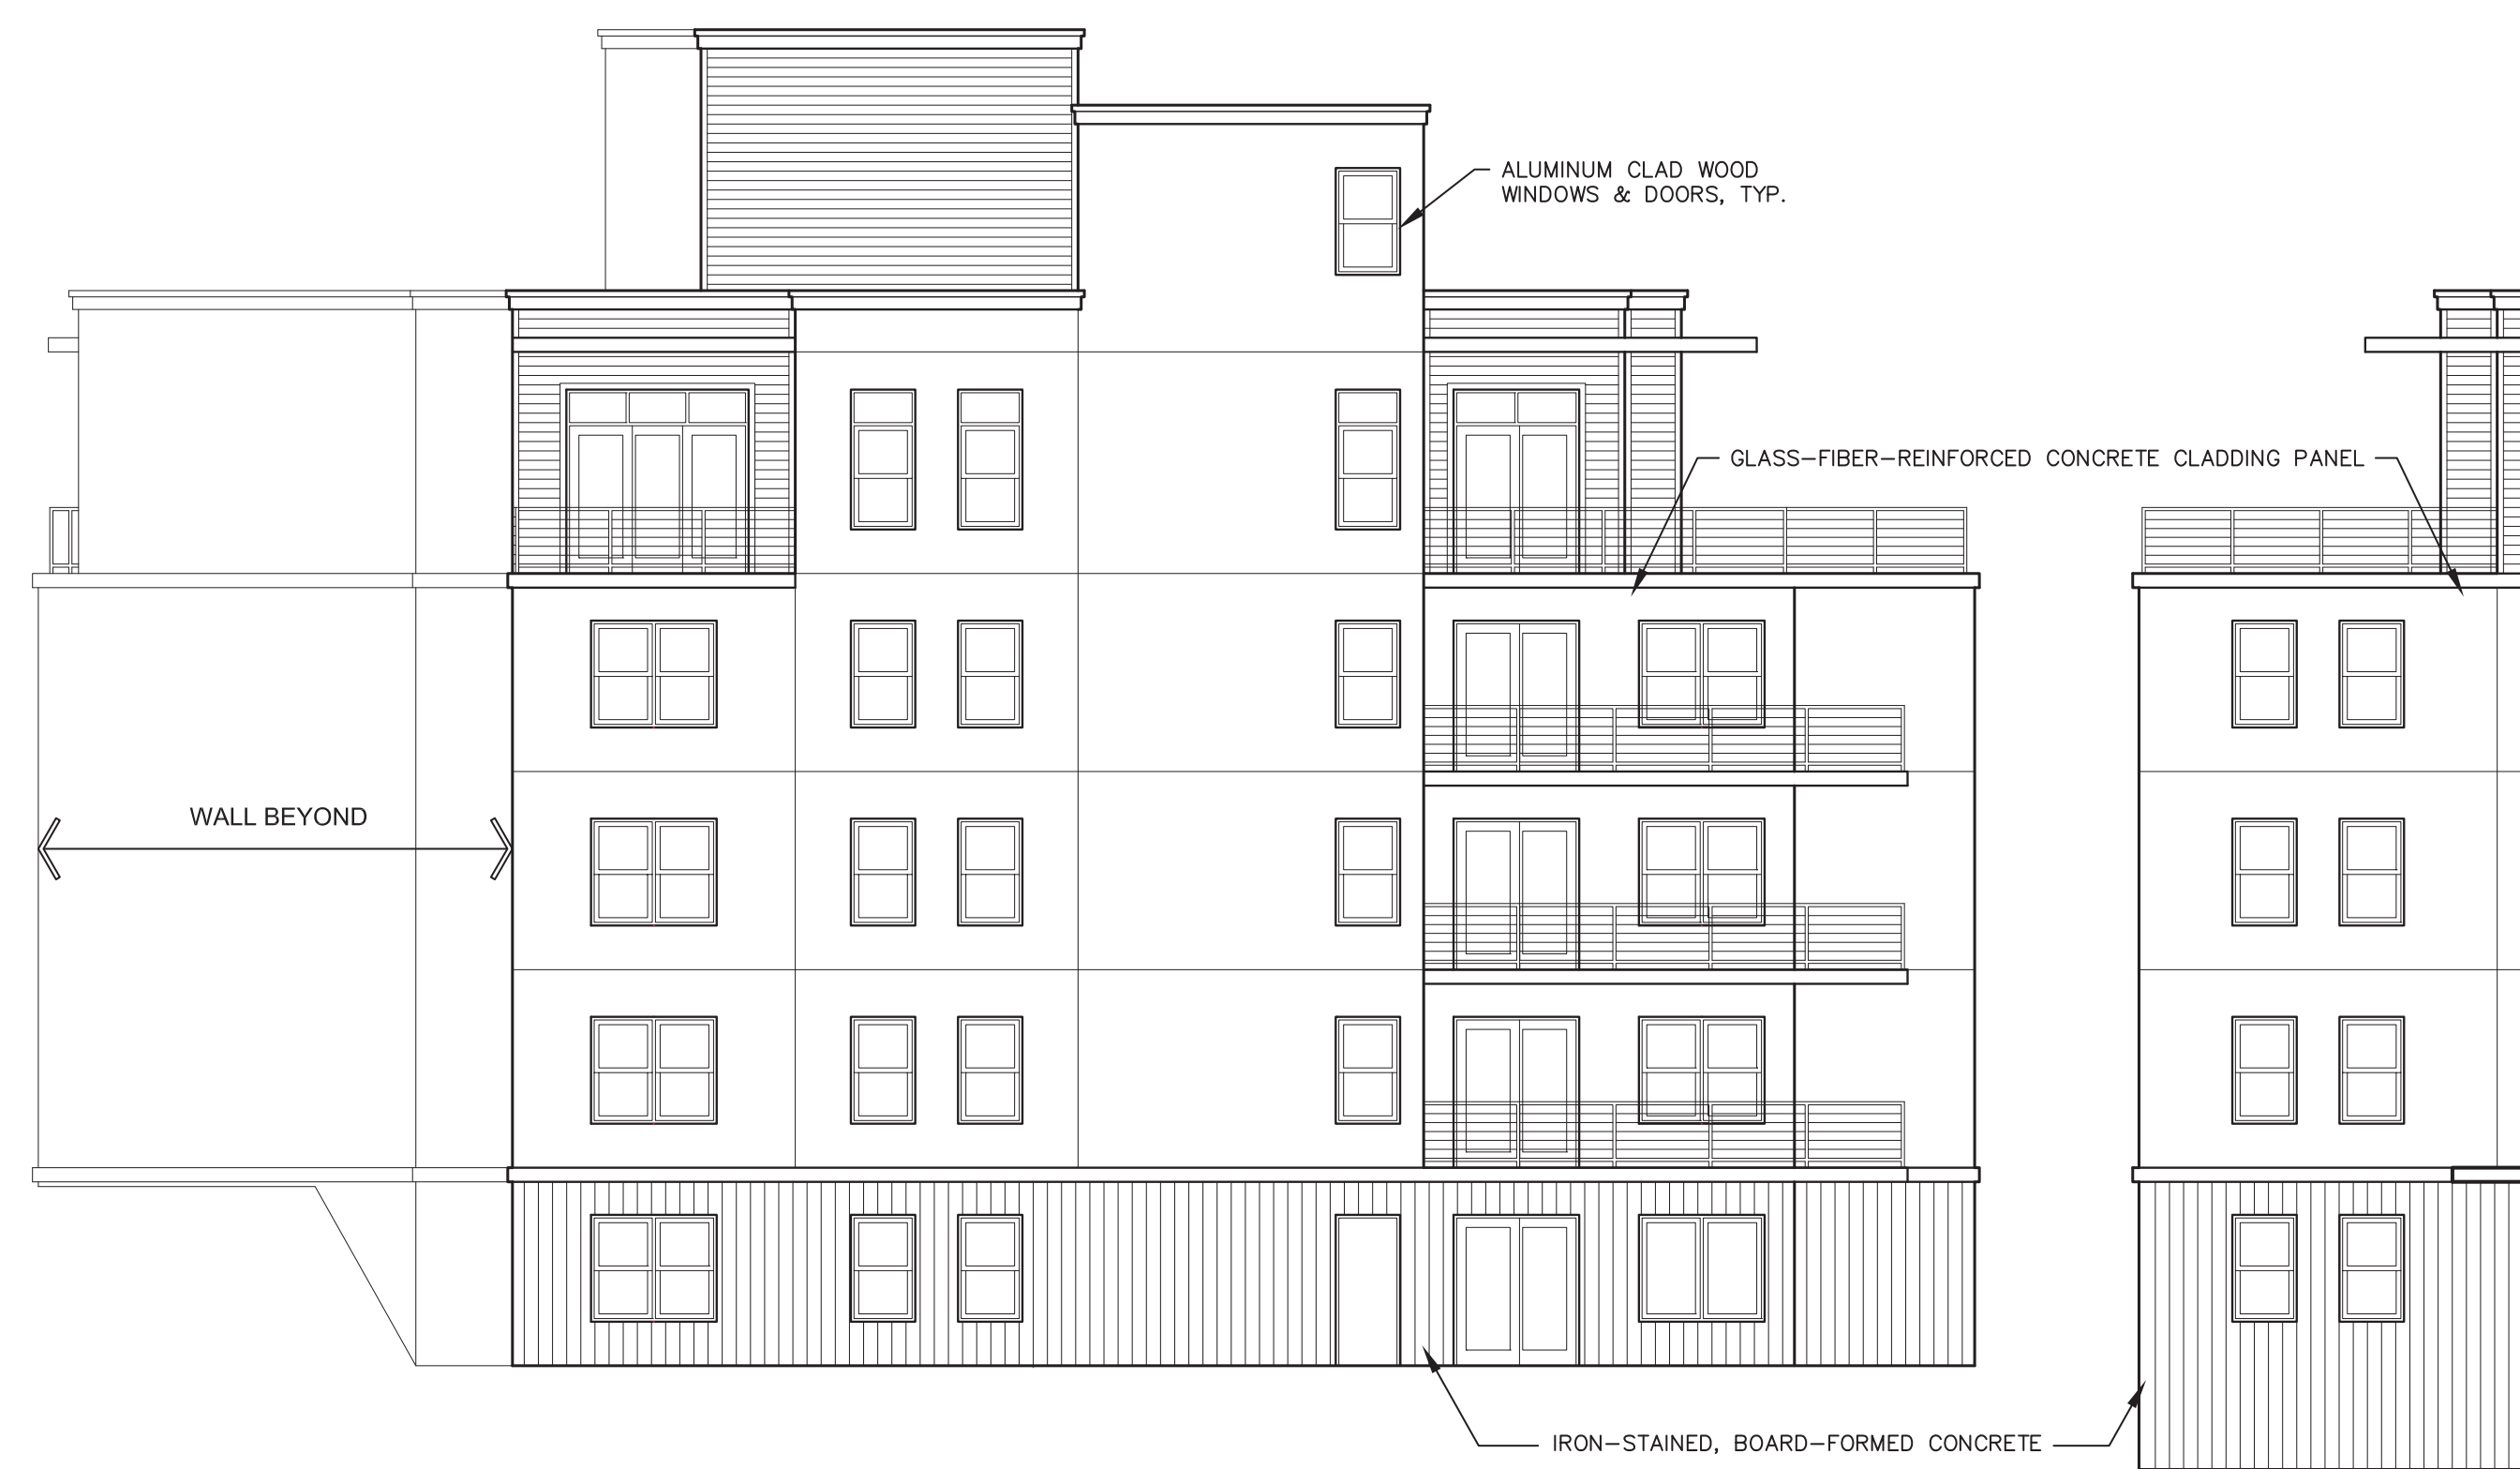 ALUMINUM CLAD WOOD
WINDOWS & DOORS, TYP.
GLASS-FIBER-REINFORCED CONCRETE CLADDING PANEL
WALL BEYOND
IRON-STAINED, BOARD-FORMED CONCRETE